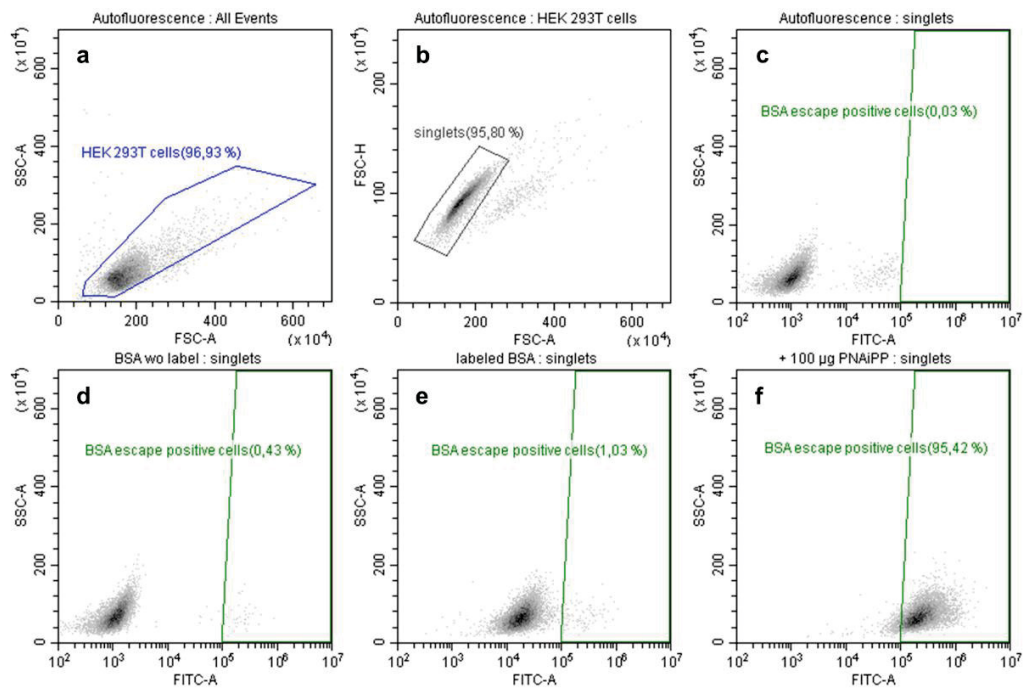 Autofluorescence : All Events
a
HEK 293T cells(96,93 %)
SSC-A
(x 10⁴)
600
400
200
0
0 200 400 600
FSC-A
(x 10⁴)
Autofluorescence : HEK 293T cells
b
singlets(95,80 %)
FSC-H
(x 10⁴)
200
100
0
0 200 400 600
FSC-A
(x 10⁴)
Autofluorescence : singlets
c
BSA escape positive cells(0,03 %)
SSC-A
(x 10⁴)
600
400
200
0
10² 10³ 10⁴ 10⁵ 10⁶ 10⁷
FITC-A
BSA wo label : singlets
d
BSA escape positive cells(0,43 %)
SSC-A
(x 10⁴)
600
400
200
0
10² 10³ 10⁴ 10⁵ 10⁶ 10⁷
FITC-A
labeled BSA : singlets
e
BSA escape positive cells(1,03 %)
SSC-A
(x 10⁴)
600
400
200
0
10² 10³ 10⁴ 10⁵ 10⁶ 10⁷
FITC-A
+ 100 µg PNAiPP : singlets
f
BSA escape positive cells(95,42 %)
SSC-A
(x 10⁴)
600
400
200
0
10² 10³ 10⁴ 10⁵ 10⁶ 10⁷
FITC-A